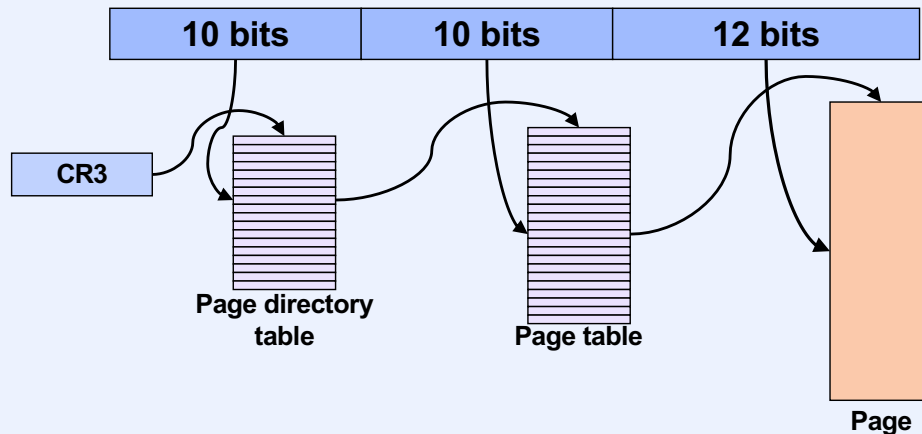 10 bits
10 bits
12 bits
CR3
Page directory
table
Page table
Page